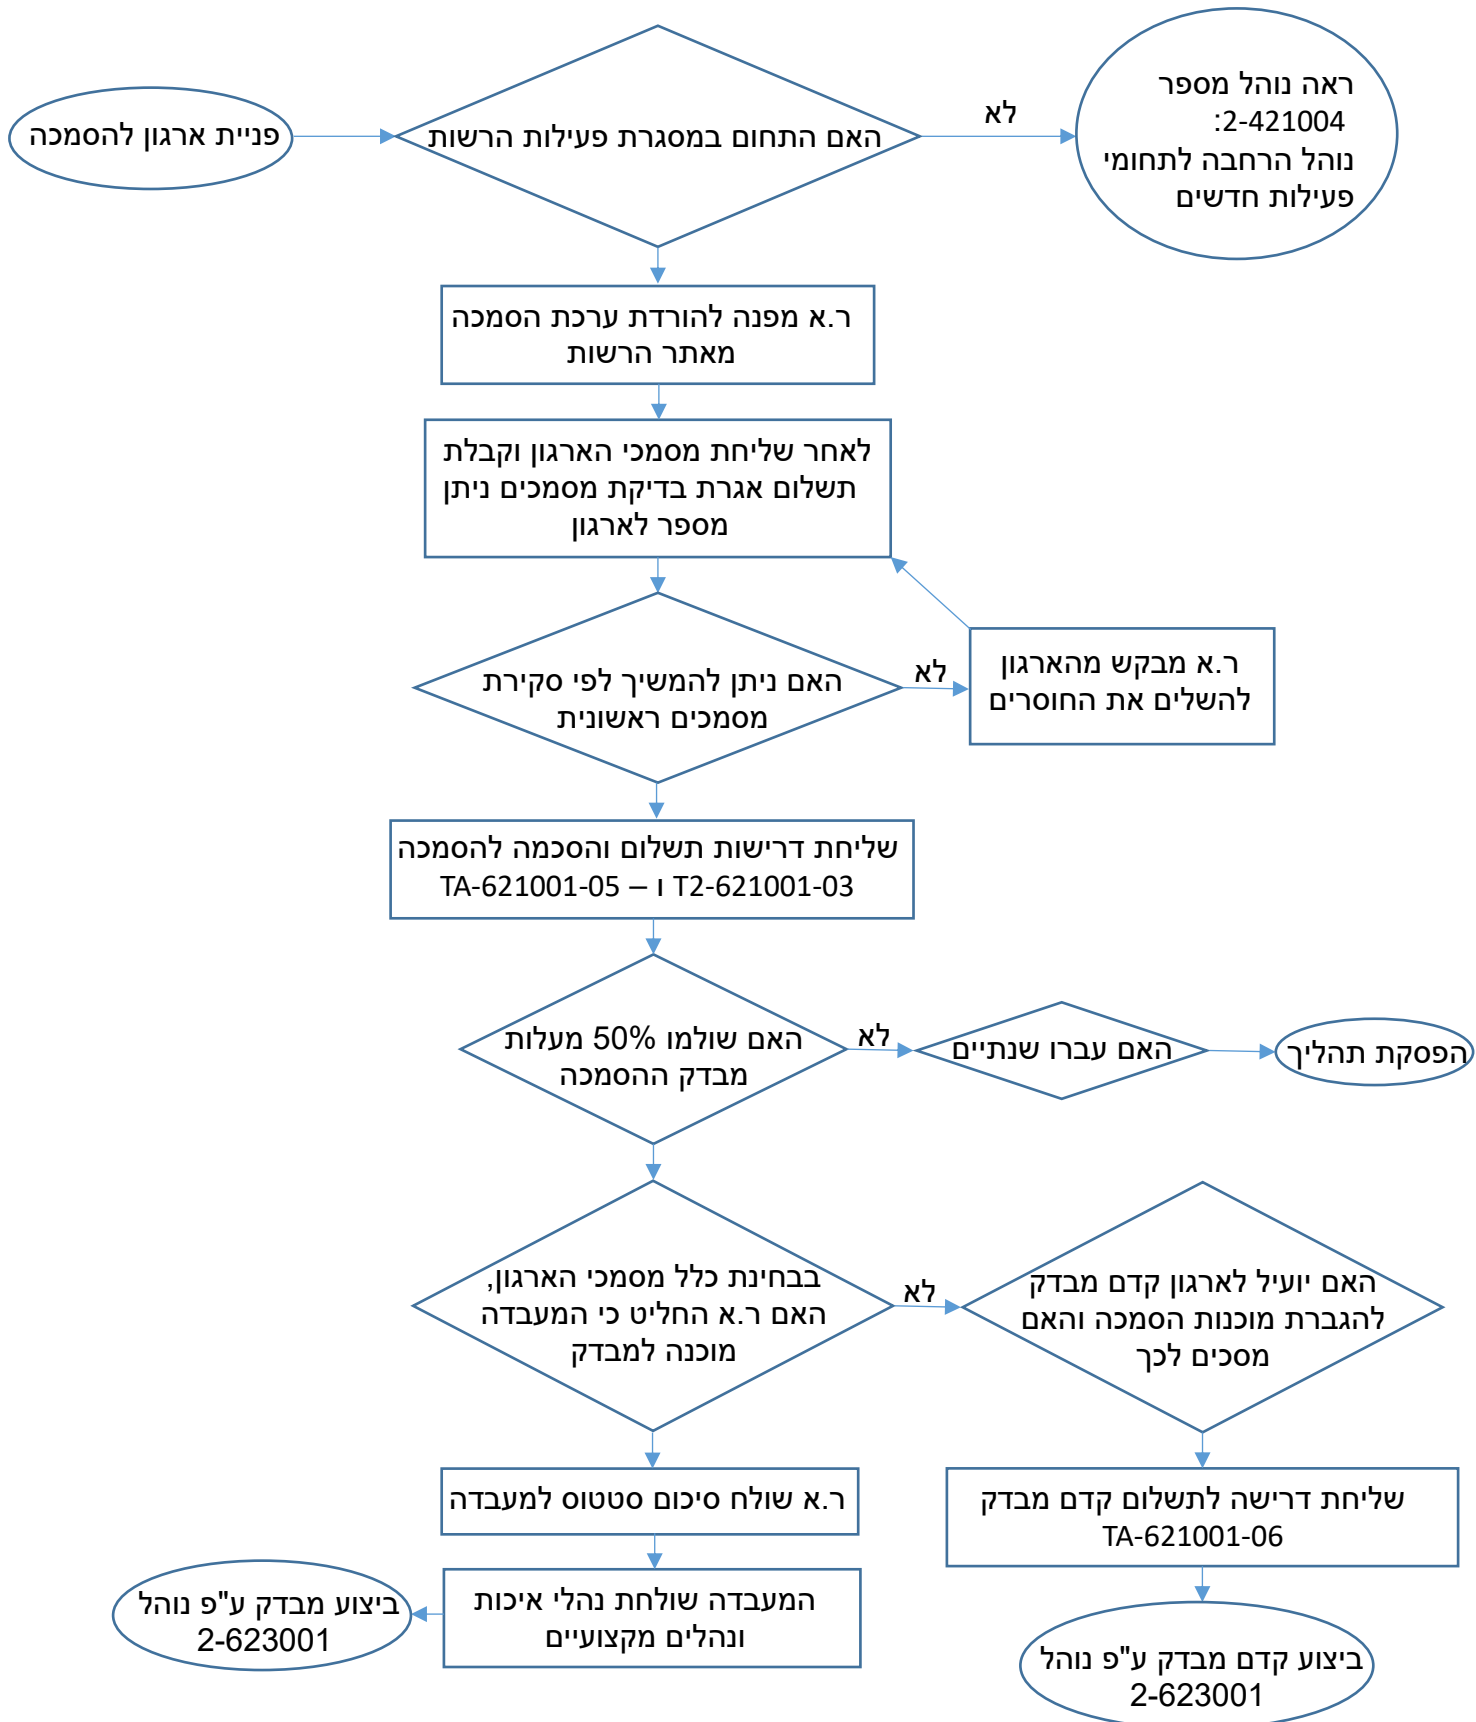 פניית ארגון להסמכה
האם התחום במסגרת פעילות הרשות
לא
ראה נוהל מספר
2-421004:
נוהל הרחבה לתחומי
פעילות חדשים
ר.א מפנה להורדת ערכת הסמכה
מאתר הרשות
לאחר שליחת מסמכי הארגון וקבלת
תשלום אגרת בדיקת מסמכים ניתן
מספר לארגון
האם ניתן להמשיך לפי סקירת
מסמכים ראשונית
לא
ר.א מבקש מהארגון
להשלים את החוסרים
שליחת דרישות תשלום והסכמה להסמכה
T2-621001-03 ו – TA-621001-05
האם שולמו 50% מעלות
מבדק ההסמכה
לא
האם עברו שנתיים
הפסקת תהליך
בבחינת כלל מסמכי הארגון,
האם ר.א החליט כי המעבדה
מוכנה למבדק
לא
האם יועיל לארגון קדם מבדק
להגברת מוכנות הסמכה והאם
מסכים לכך
ר.א שולח סיכום סטטוס למעבדה
שליחת דרישה לתשלום קדם מבדק
TA-621001-06
המעבדה שולחת נהלי איכות
ונהלים מקצועיים
ביצוע מבדק ע"פ נוהל
2-623001
ביצוע קדם מבדק ע"פ נוהל
2-623001